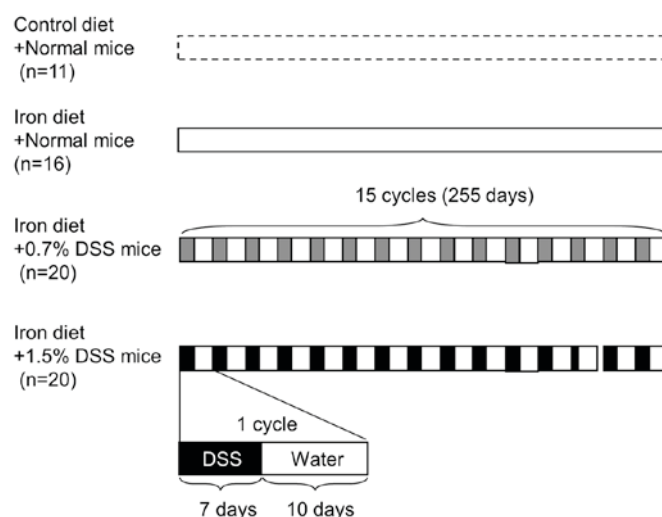 Control diet
+Normal mice
(n=11)
Iron diet
+Normal mice
(n=16)
15 cycles (255 days)
Iron diet
+0.7% DSS mice
(n=20)
Iron diet
+1.5% DSS mice
(n=20)
1 cycle
DSS Water
7 days 10 days